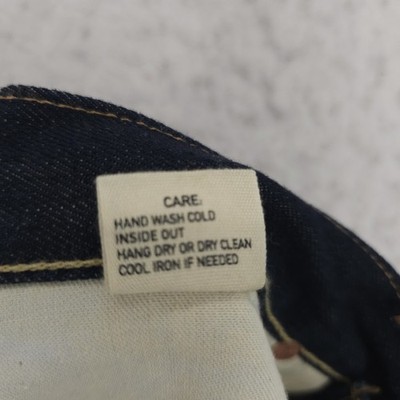 CARE:
HAND WASH COLD
INSIDE OUT
HANG DRY OR DRY CLEAN
COOL IRON IF NEEDED